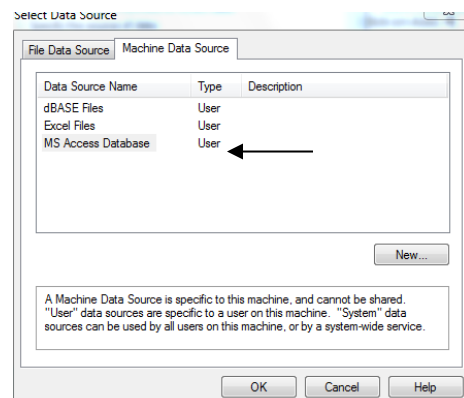 Select Data Source
File Data Source Machine Data Source
Data Source Name Type Description
dBASE Files User
Excel Files User
MS Access Database User
New...
A Machine Data Source is specific to this machine, and cannot be shared.
"User" data sources are specific to a user on this machine. "System" data
sources can be used by all users on this machine, or by a system-wide service.
OK Cancel Help